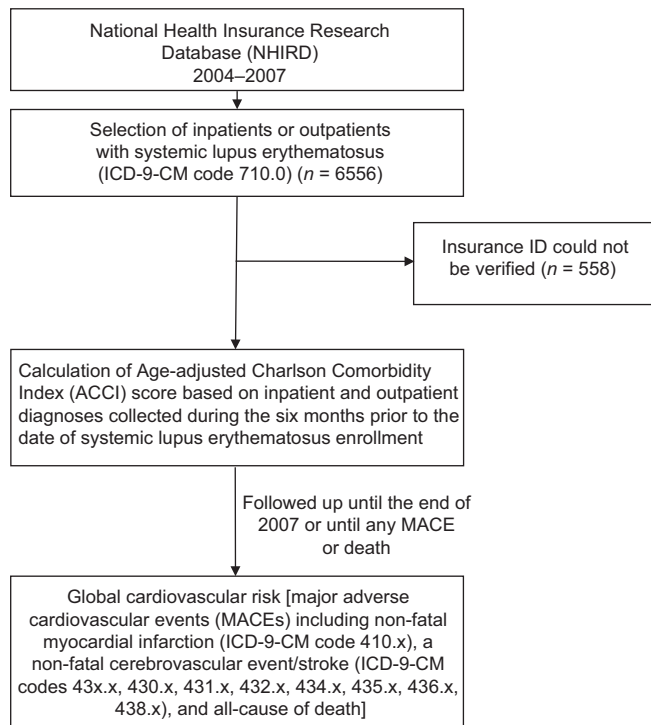 National Health Insurance Research
Database (NHIRD)
2004–2007
Selection of inpatients or outpatients
with systemic lupus erythematosus
(ICD-9-CM code 710.0) (n = 6556)
Insurance ID could not
be verified (n = 558)
Calculation of Age-adjusted Charlson Comorbidity
Index (ACCI) score based on inpatient and outpatient
diagnoses collected during the six months prior to the
date of systemic lupus erythematosus enrollment
Followed up until the end of
2007 or until any MACE
or death
Global cardiovascular risk [major adverse
cardiovascular events (MACEs) including non-fatal
myocardial infarction (ICD-9-CM code 410.x), a
non-fatal cerebrovascular event/stroke (ICD-9-CM
codes 43x.x, 430.x, 431.x, 432.x, 434.x, 435.x, 436.x,
438.x), and all-cause of death]